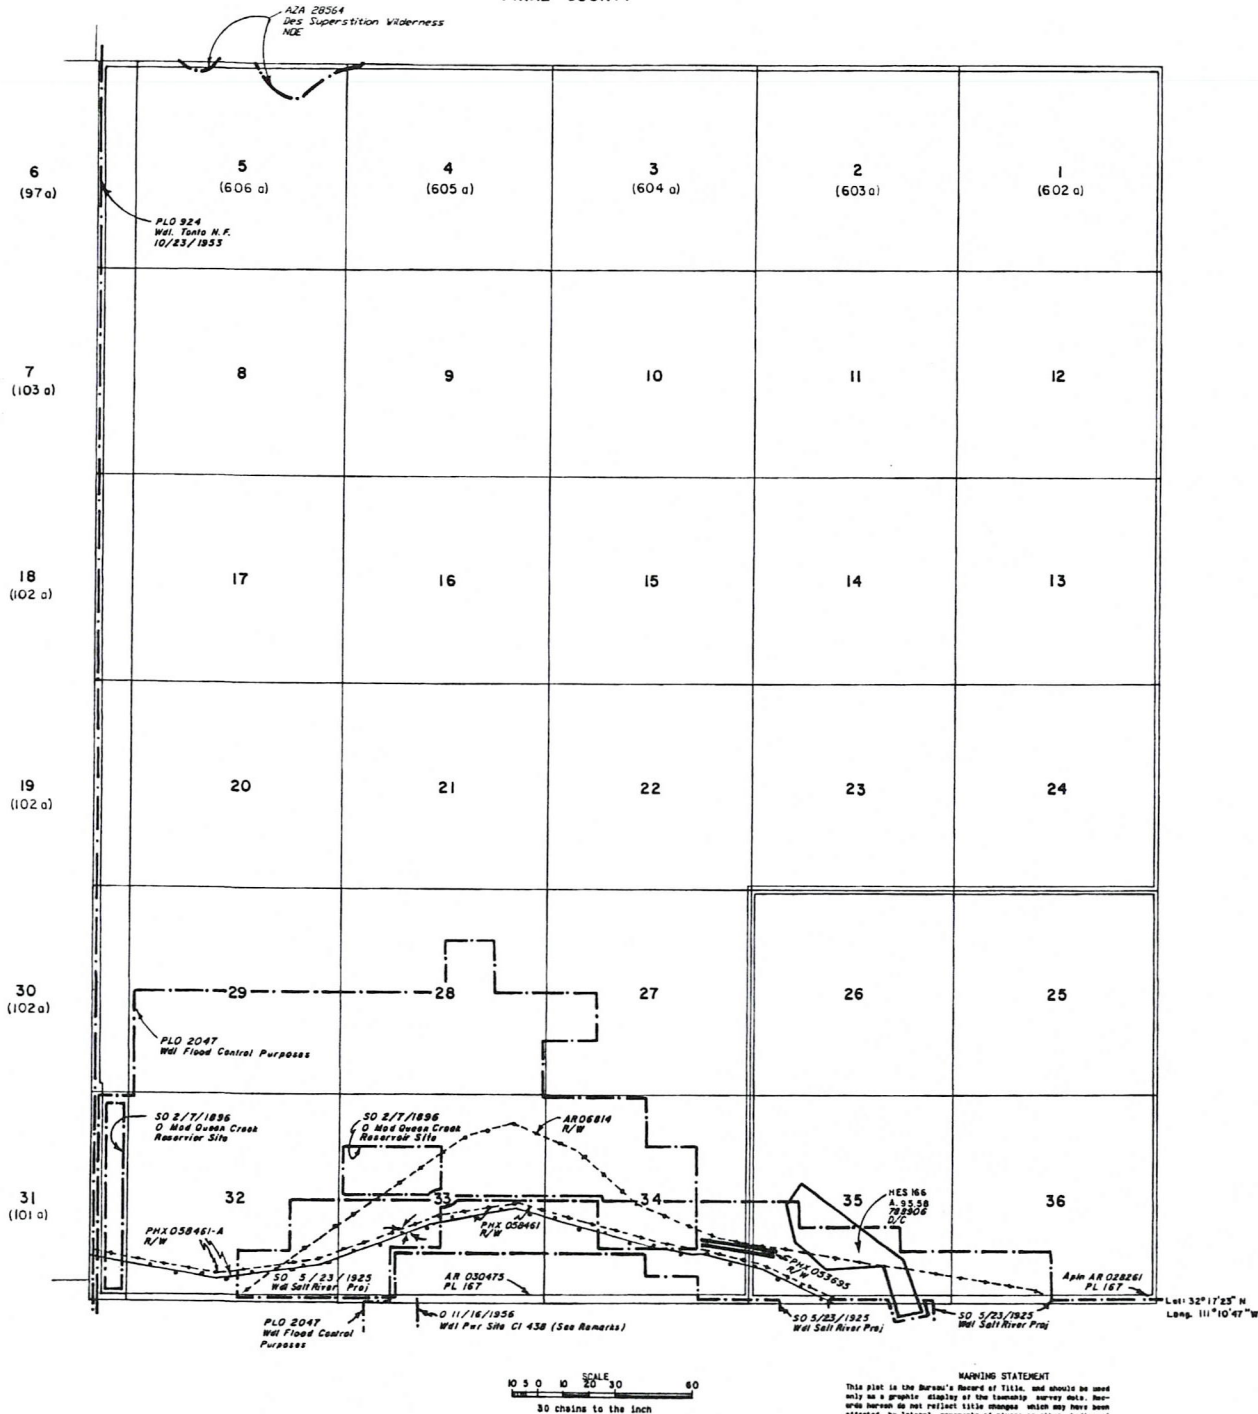 AZA 28564
Des Superstition Wilderness
NOE
6
(97 a)
5
(606 a)
4
(605 a)
3
(604 a)
2
(603 a)
1
(602 a)
PLO 924
Wdl. Tonto N.F.
10/23/1953
7
(103 a)
8
9
10
11
12
18
(102 a)
17
16
15
14
13
19
(102 a)
20
21
22
23
24
30
(102 a)
29
28
27
26
25
PLO 2047
Wdl Flood Control Purposes
SO 2/7/1896
O Mod Queen Creek
Reservier Site
SO 2/7/1896
O Mod Queen Creek
Reservoir Site
AR 06814
R/W
31
(101 a)
32
33
34
35
36
HES 166
A. 95.58
788906
D/C
PHX 058461-A
R/W
PHX 058461
R/W
PHX 053695
R/W
SO 5/23/1925
Wdl Salt River Proj
AR 030475
PL 167
Apln AR 028261
PL 167
Lat: 32°17'23" N
Long. 111°10'47" W
PLO 2047
Wdl Flood Control
Purposes
O 11/16/1956
Wdl Pwr Site Cl 438 (See Remarks)
SO 5/23/1925
Wdl Salt River Proj
SO 5/23/1925
Wdl Salt River Proj
SCALE
10 5 0 10 20 30 60
30 chains to the inch
WARNING STATEMENT
This plat is the Bureau's Record of Title, and should be used
only as a graphic display of the township survey data. Rec-
ords hereon do not reflect title changes which may have been